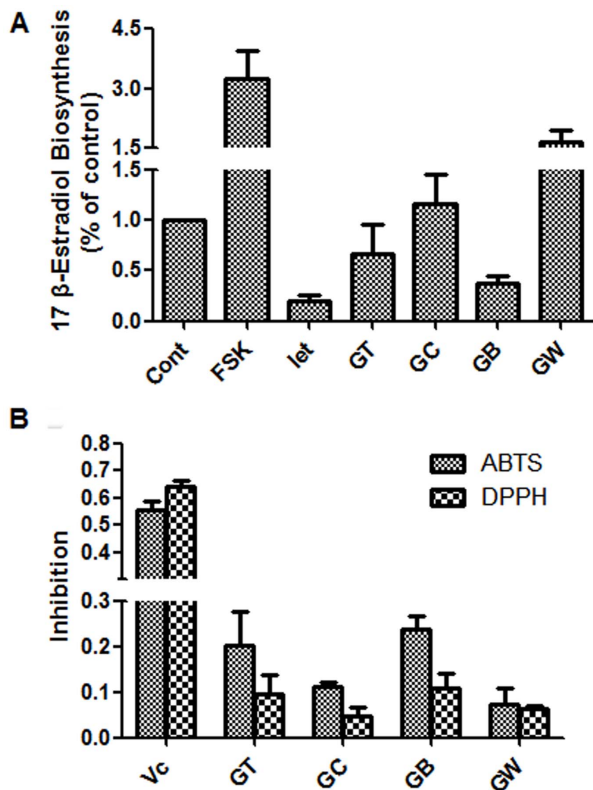 A
17 β-Estradiol Biosynthesis
(% of control)
4.5
3.0
1.5
1.5
1.0
0.5
0.0
Cont
FSK
let
GT
GC
GB
GW
B
Inhibition
0.8
0.7
0.6
0.5
0.4
0.3
0.2
0.1
0.0
ABTS
DPPH
Vc
GT
GC
GB
GW